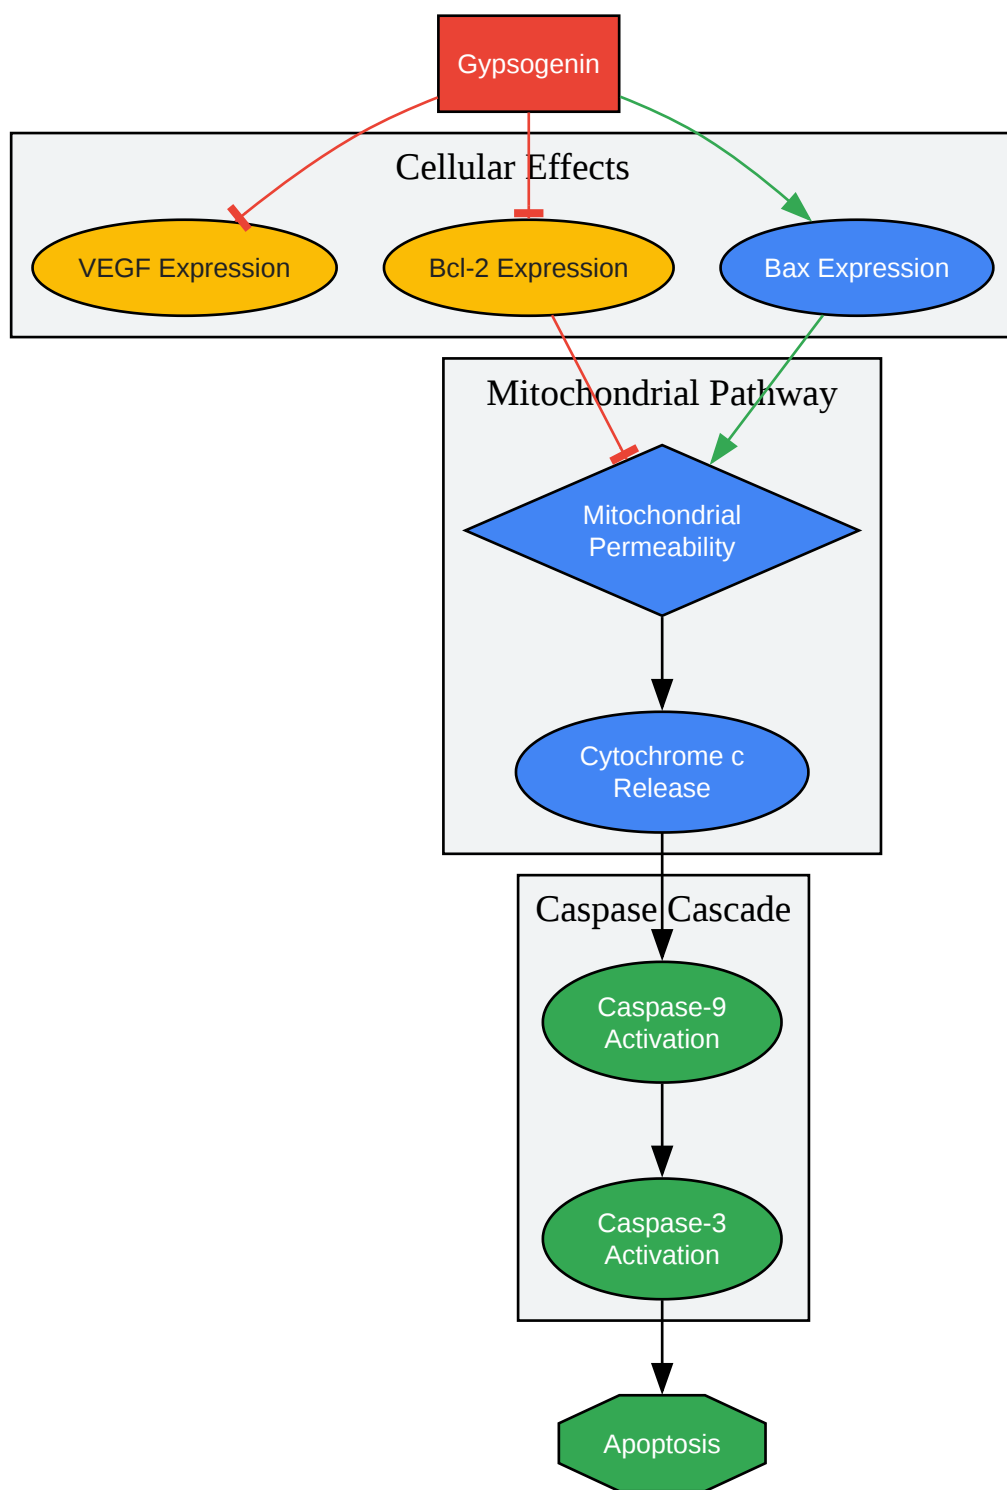 Gypsogenin
Cellular Effects
VEGF Expression
Bcl-2 Expression
Bax Expression
Mitochondrial Pathway
Mitochondrial
Permeability
Cytochrome c
Release
Caspase Cascade
Caspase-9
Activation
Caspase-3
Activation
Apoptosis